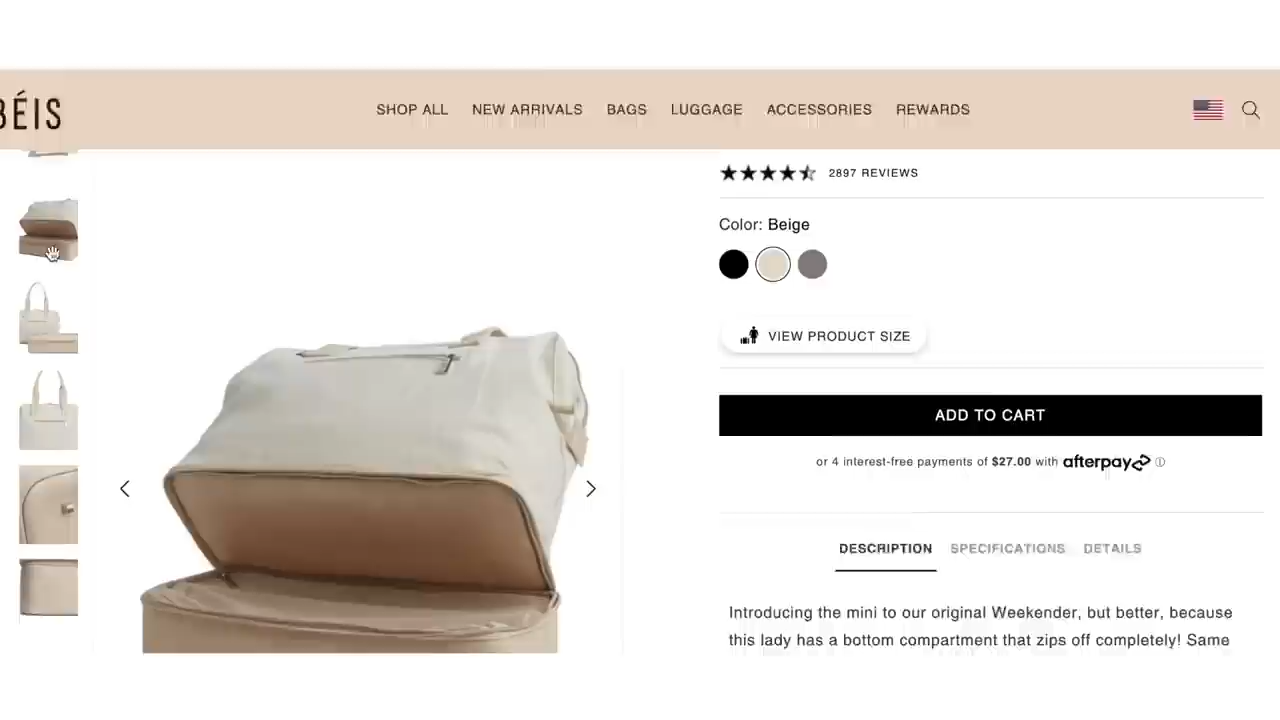 BÉIS
SHOP ALL NEW ARRIVALS BAGS LUGGAGE ACCESSORIES REWARDS
2897 REVIEWS
Color: Beige
VIEW PRODUCT SIZE
ADD TO CART
or 4 interest-free payments of $27.00 with afterpay
DESCRIPTION SPECIFICATIONS DETAILS
Introducing the mini to our original Weekender, but better, because
this lady has a bottom compartment that zips off completely! Same